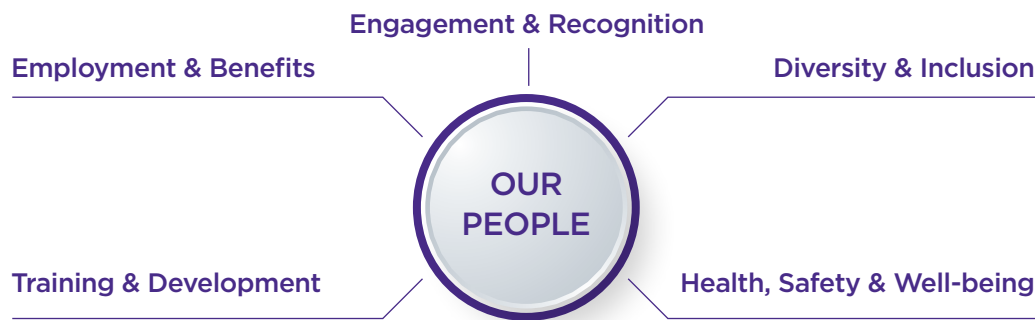 Engagement & Recognition
Employment & Benefits
Diversity & Inclusion
OUR
PEOPLE
Training & Development
Health, Safety & Well-being